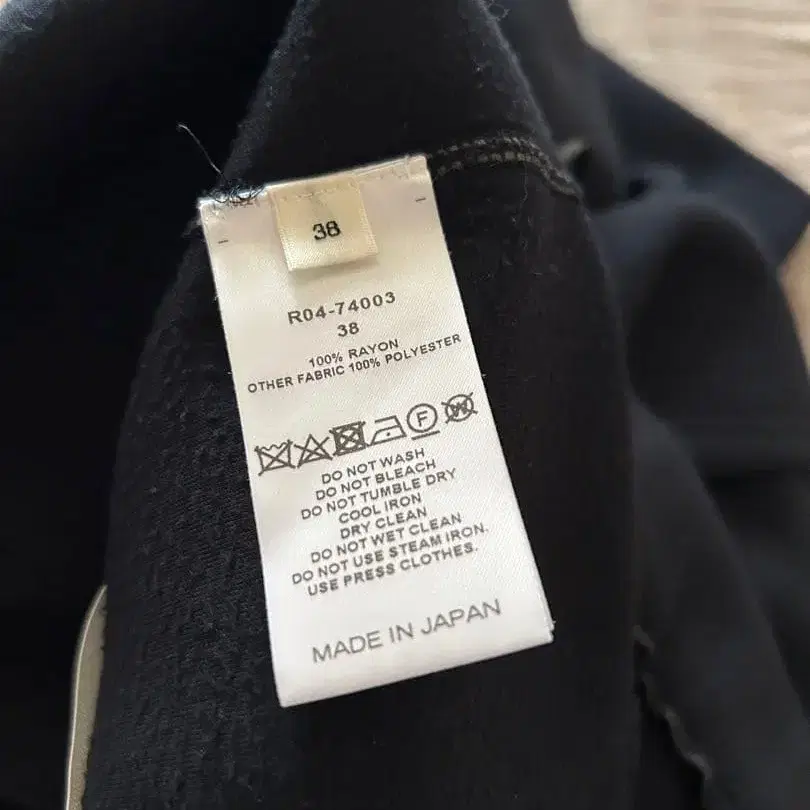 38
R04-74003
38
100% RAYON
OTHER FABRIC 100% POLYESTER
F
W
DO NOT WASH
DO NOT BLEACH
DO NOT TUMBLE DRY
COOL IRON
DRY CLEAN
DO NOT WET CLEAN
DO NOT USE STEAM IRON.
USE PRESS CLOTHES.
MADE IN JAPAN